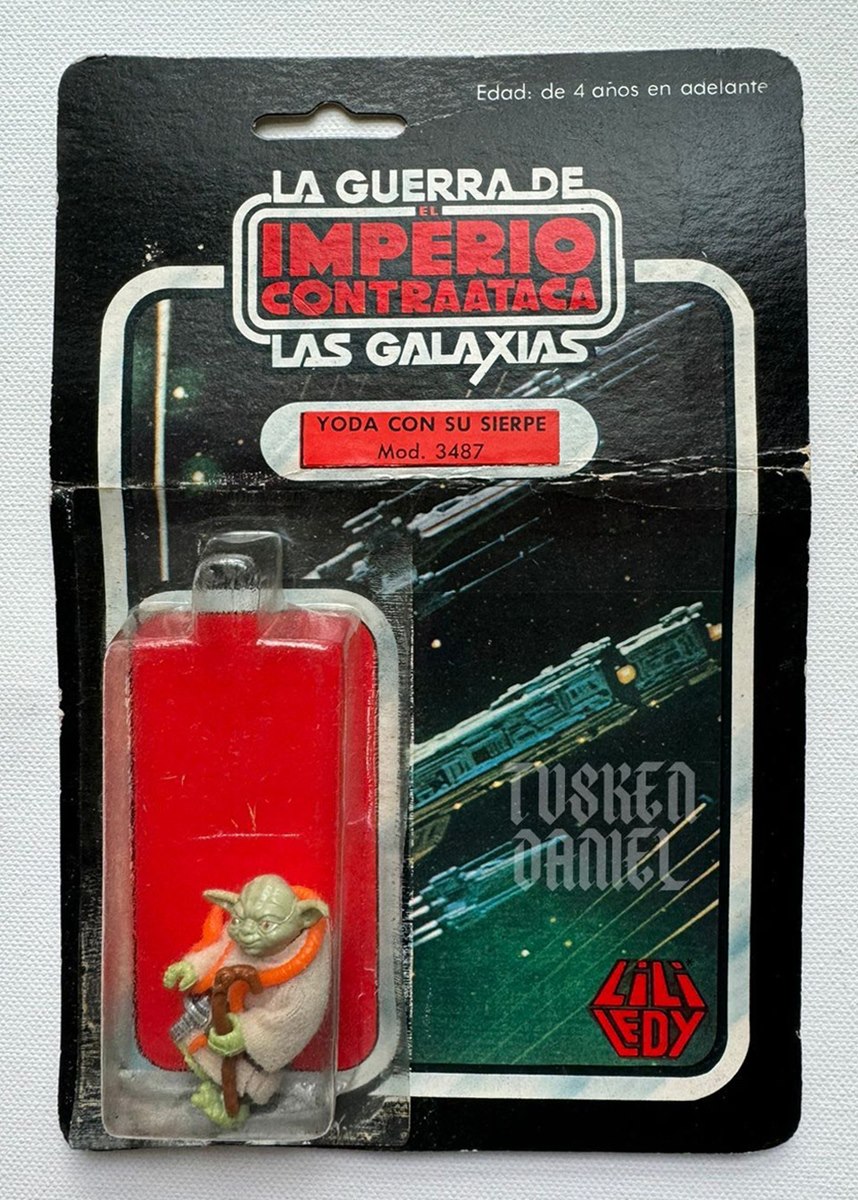 Edad: de 4 años en adelante
LA GUERRA DE
EL
IMPERIO
CONTRAATACA
LAS GALAXIAS
YODA CON SU SIERPE
Mod. 3487
TUSKEN
DANIEL
LILI
LEDY